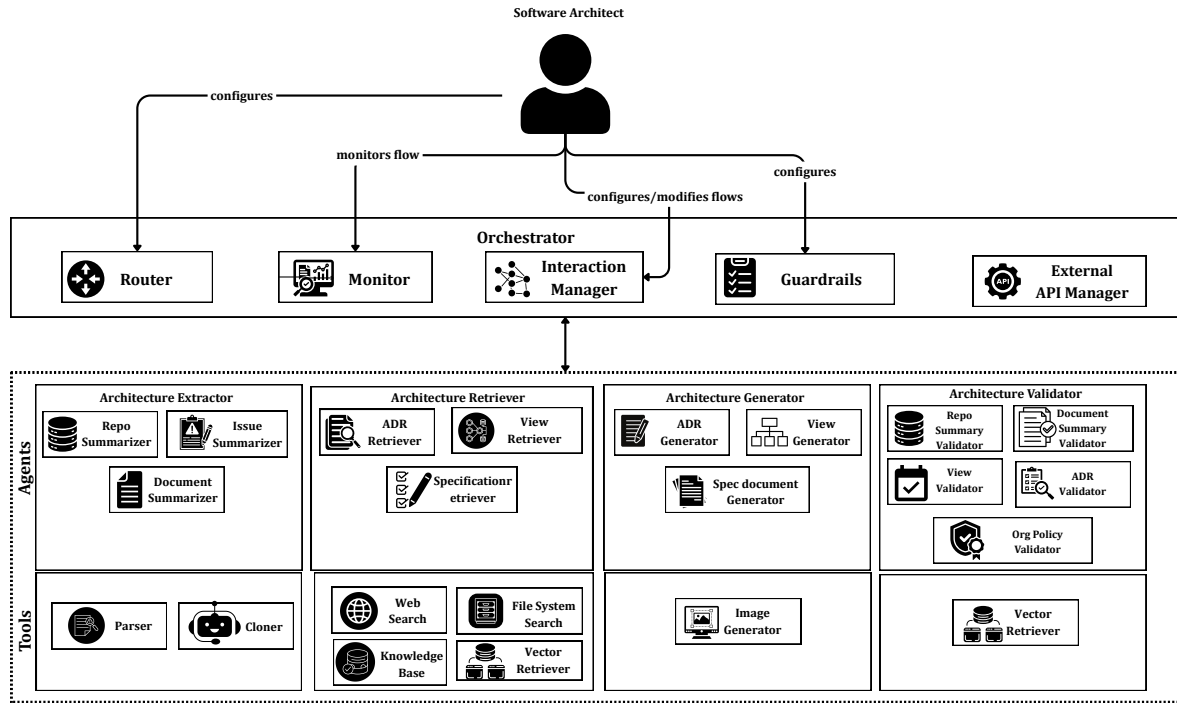 Software Architect
configures
monitors flow
configures
configures/modifies flows
Orchestrator
Router
Monitor
Interaction
Manager
Guardrails
External
API Manager
API
Agents
Architecture Extractor
Repo
Summarizer
Issue
Summarizer
Document
Summarizer
Architecture Retriever
ADR
Retriever
View
Retriever
Specificationr
etriever
Architecture Generator
ADR
Generator
View
Generator
Spec document
Generator
Architecture Validator
Repo
Summary
Validator
Document
Summary
Validator
View
Validator
ADR
Validator
Org Policy
Validator
Tools
Parser
Cloner
Web
Search
File System
Search
Knowledge
Base
Vector
Retriever
Image
Generator
Vector
Retriever